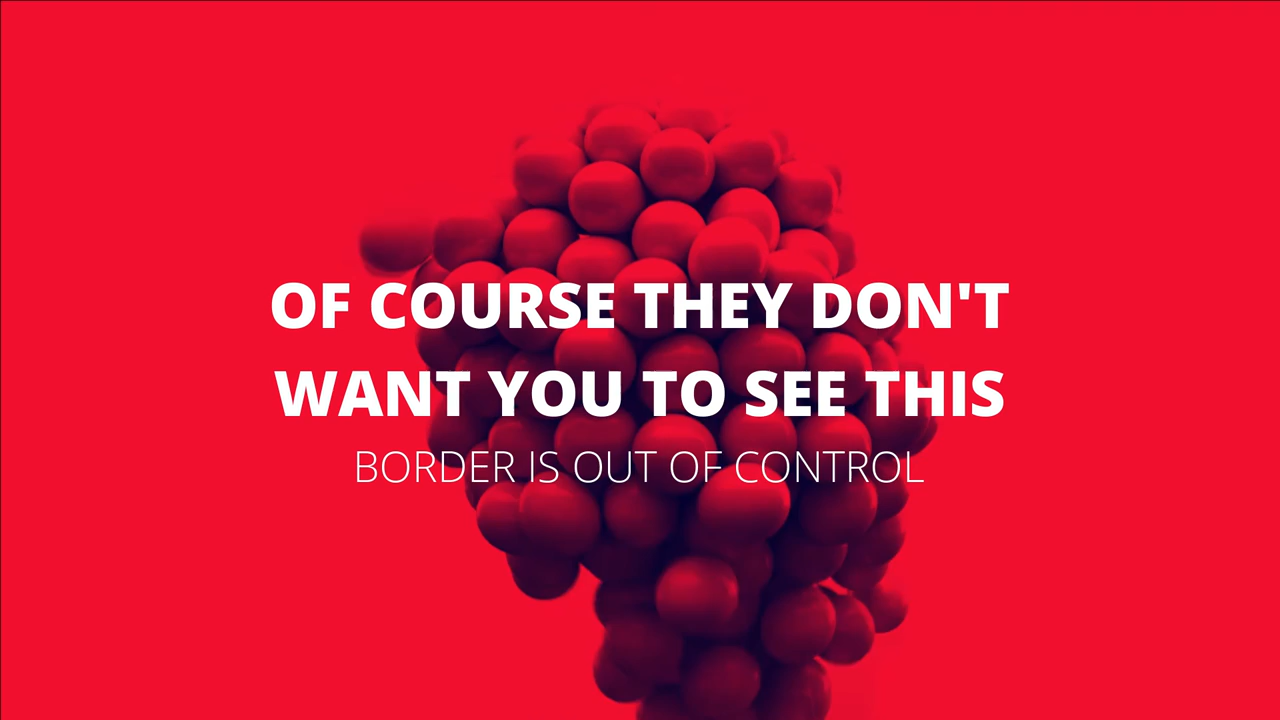 OF COURSE THEY DON'T
WANT YOU TO SEE THIS
BORDER IS OUT OF CONTROL